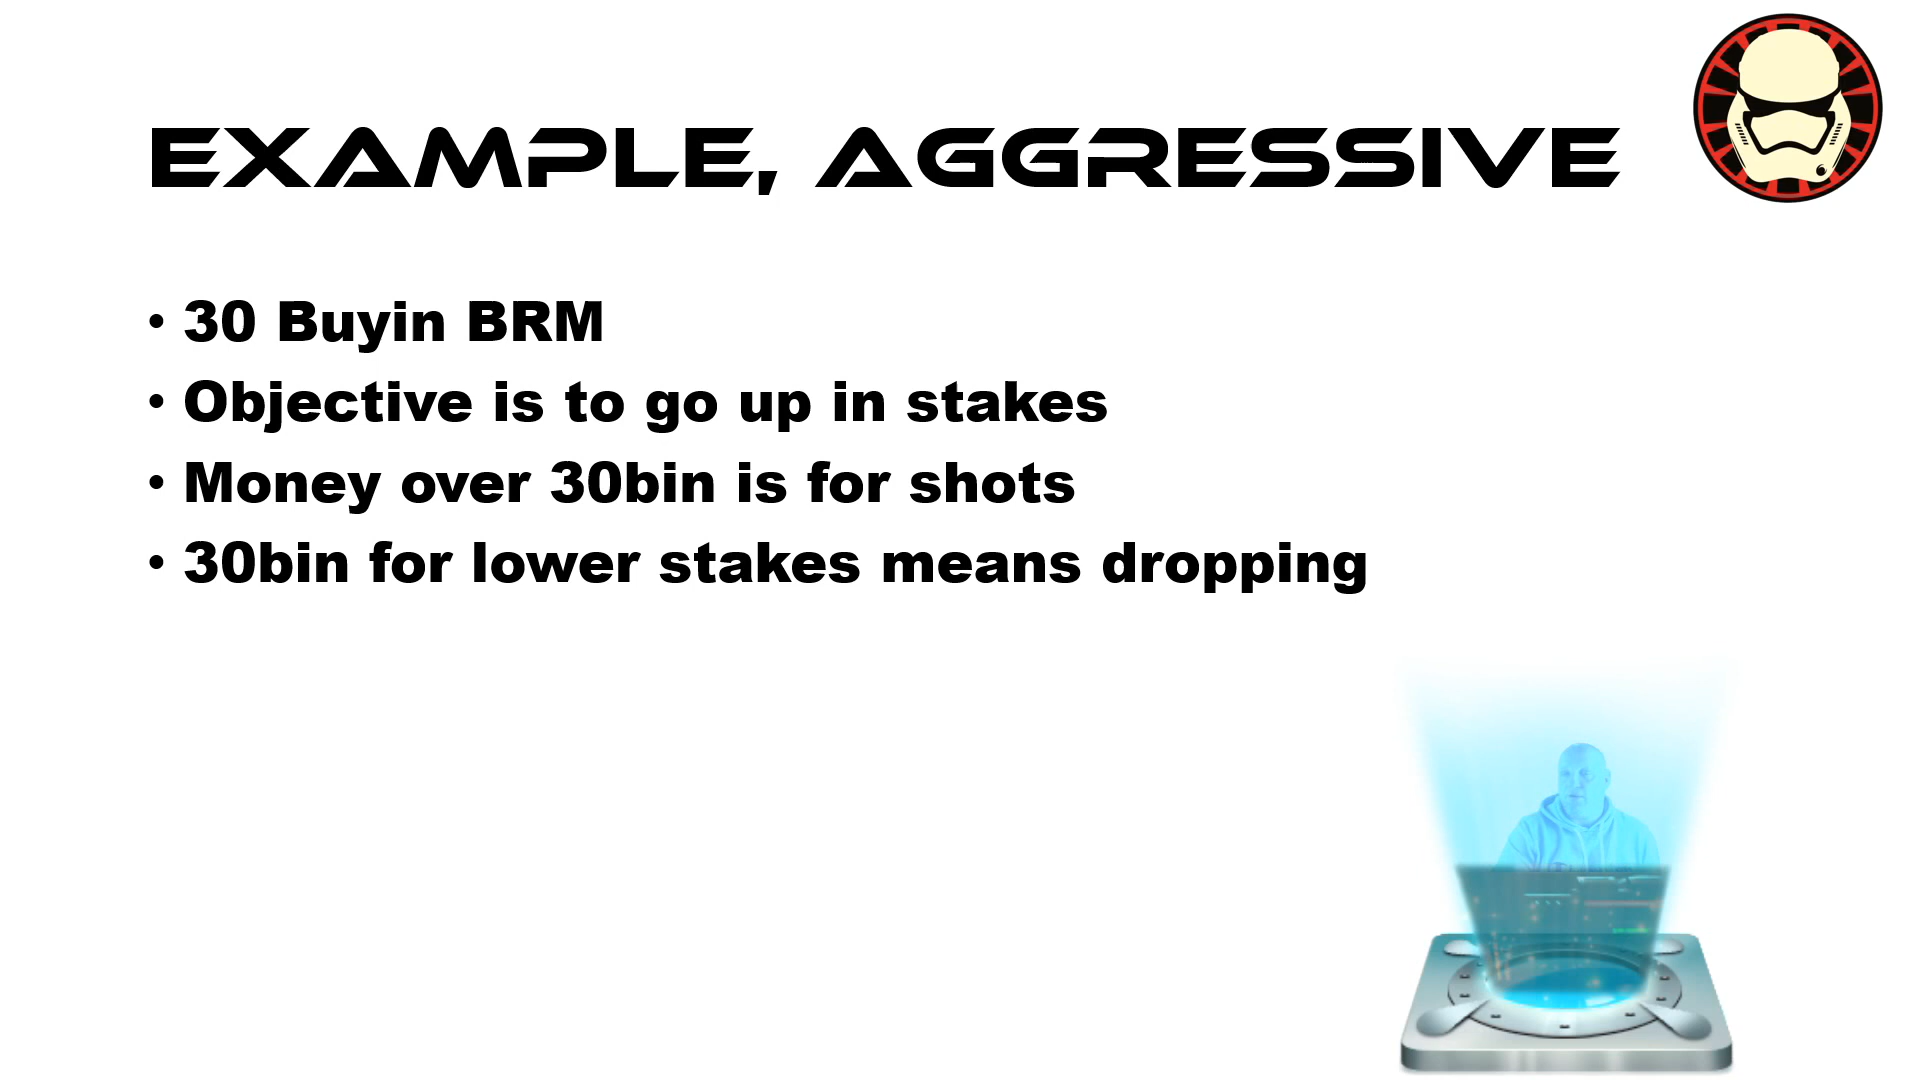 EXAMPLE, AGGRESSIVE
• 30 Buyin BRM
• Objective is to go up in stakes
• Money over 30bin is for shots
• 30bin for lower stakes means dropping